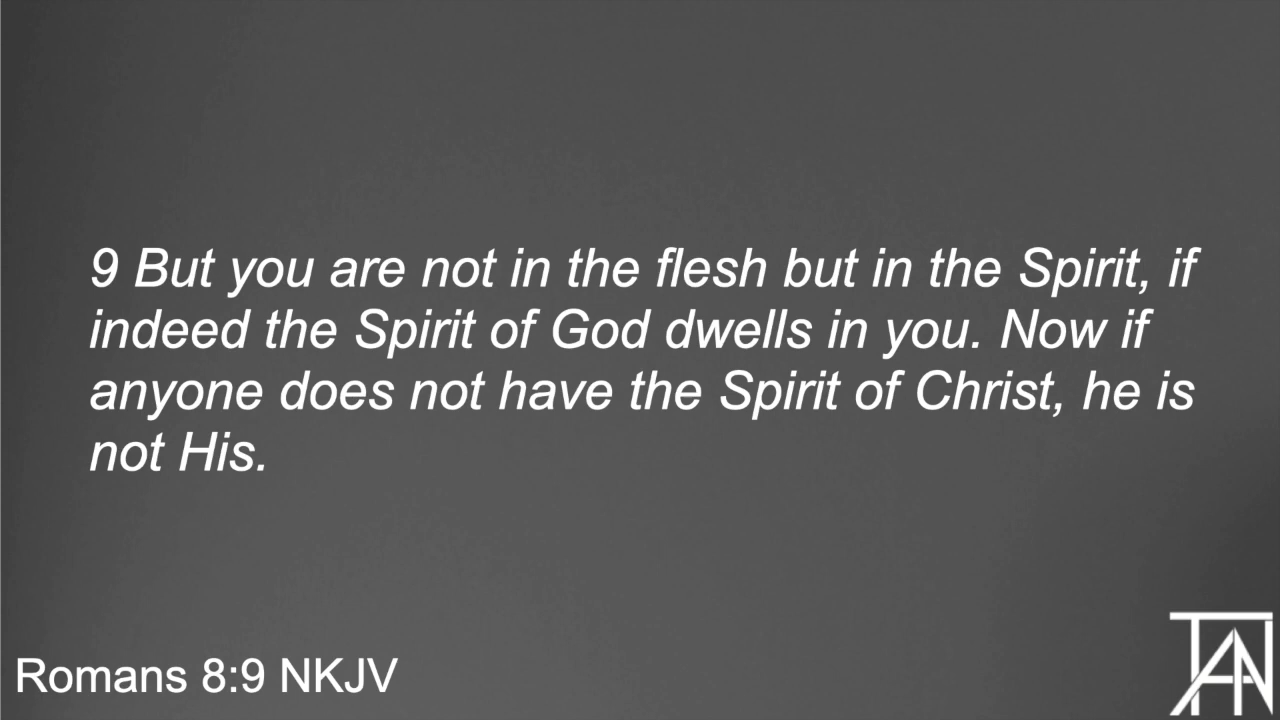 9 But you are not in the flesh but in the Spirit, if
indeed the Spirit of God dwells in you. Now if
anyone does not have the Spirit of Christ, he is
not His.
Romans 8:9 NKJV